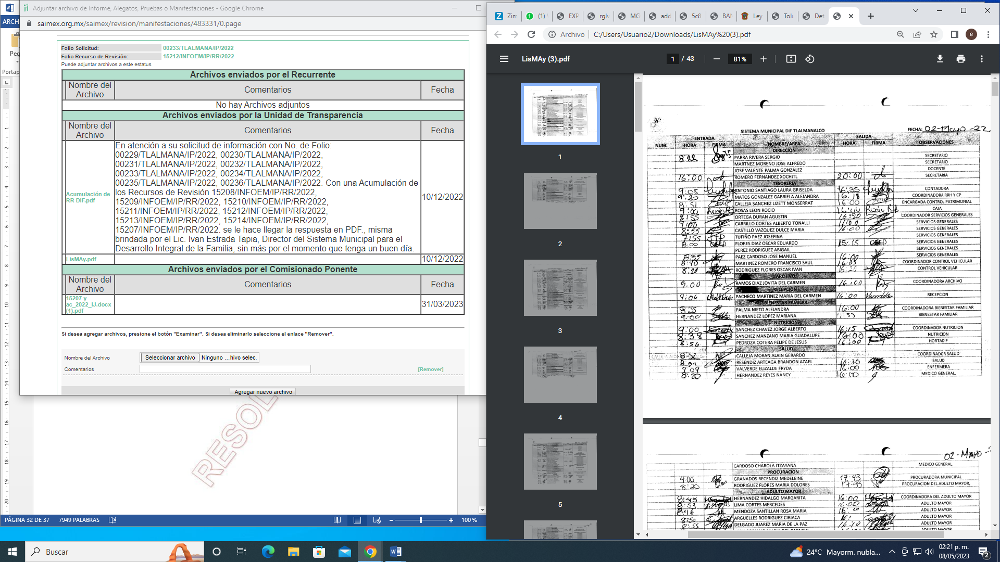 Adjuntar archivo de Informe, Alegatos, Pruebas o Manifestaciones - Google Chrome
saimex.org.mx/saimex/revision/manifestaciones/483331/0.page
ARCH
Peg
Portap
Folio Solicitud: 00233/TLALMANA/IP/2022
Folio Recurso de Revisión: 15212/INFOEM/IP/RR/2022
Puede adjuntar archivos a este estatus
Archivos enviados por el Recurrente
Nombre del Archivo Comentarios Fecha
No hay Archivos adjuntos
Archivos enviados por la Unidad de Transparencia
Nombre del Archivo Comentarios Fecha
Acumulación de RR DIF.pdf
En atención a su solicitud de información con No. de Folio:
00229/TLALMANA/IP/2022, 00230/TLALMANA/IP/2022,
00231/TLALMANA/IP/2022, 00232/TLALMANA/IP/2022,
00233/TLALMANA/IP/2022, 00234/TLALMANA/IP/2022,
00235/TLALMANA/IP/2022, 00236/TLALMANA/IP/2022. Con una Acumulación de
los Recursos de Revisión 15208/INFOEM/IP/RR/2022,
15209/INFOEM/IP/RR/2022, 15210/INFOEM/IP/RR/2022,
15211/INFOEM/IP/RR/2022, 15212/INFOEM/IP/RR/2022,
15213/INFOEM/IP/RR/2022, 15214/INFOEM/IP/RR/2022,
15207/INFOEM/IP/RR/2022. se le hace llegar la respuesta en PDF., misma
brindada por el Lic. Ivan Estrada Tapia, Director del Sistema Municipal para el
Desarrollo Integral de la Familia, sin más por el momento que tenga un buen día.
10/12/2022
LisMAy.pdf 10/12/2022
Archivos enviados por el Comisionado Ponente
Nombre del Archivo Comentarios Fecha
15207 y ac_2022_IJ.docx (1).pdf 31/03/2023
Si desea agregar archivos, presione el botón "Examinar". Si desea eliminarlo seleccione el enlace "Remover".
Nombre del Archivo Seleccionar archivo Ninguno ...hivo selec.
Comentarios [Remover]
Agregar nuevo archivo
RESOL
PÁGINA 32 DE 37 7949 PALABRAS 100 %
Zim (1) EXP rglv MG add 5c8 BAN Ley Tolu Det
Archivo C:/Users/Usuario2/Downloads/LisMAy%20(3).pdf
LisMAy (3).pdf 1 / 43 81%
1
2
3
4
5
SISTEMA MUNICIPAL DIF TLALMANALCO FECHA: 02-Mayo-22
ENTRADA SALIDA
NUM. HORA FIRMA NOMBRE/AREA HORA FIRMA OBSERVACIONES
DIRECCION
8:22 PARRA RIVERA SERGIO SECRETARIO
MARTNEZ MORENO JOSE ALFREDO SECRETARIO
JOSE VALENTE PALMA GONZÁLEZ DOCENTE
16:00 ROMERO FERNANDEZ XOCHITL 20:00 SECRETARIA
TESORERIA
9:05 ANTONIO SANTIAGO LAURA GRISELDA 16:35 CONTADORA
9:20 MATOS GONZALEZ GABRIELA ALEJANDRA 16:18 COORDINADORA RRH Y CP
8:51 CALLEJA SANCHEZ LIZETT MONSERRAT 16:00 ENCARGADA CONTROL PATRIMONIAL
9:00 ROSAS LEON ROCIO CAJA
8:55 ORTEGA DURAN AGUSTIN 16:20 COORDINADOR SERVICIOS GENERALES
9:00 CARRILLO CORTES ALBERTO TONALLI SERVICIOS GENERALES
8:55 CASTILLO VAZQUEZ DULCE MARIA 16:00 SERVICIOS GENERALES
7:55 TUFIÑO PAEZ JOSEFINA SERVICIOS GENERALES
8:00 FLORES DIAZ OSCAR EDUARDO 15:15 SERVICIOS GENERALES
PEREZ RODRIGUEZ ABIGAIL SERVICIOS GENERALES
8:55 PAEZ CARDOSO JOSE MANUEL 16:00 SERVICIOS GENERALES
8:40 MARTINEZ ROMERO FRANCISCO SAUL 16:03 COORDINADOR CONTROL VEHICULAR
8:20 RODRIGUEZ FLORES OSCAR IVAN 16:20 CONTROL VEHICULAR
ARCHIVO
9:00 RAMOS DIAZ JOVITA DEL CARMEN 16:00 COORDINADORA ARCHIVO
RECEPCION
9:06 PACHECO MARTINEZ MARIA DEL CARMEN 16:00 RECEPCION
BIENESTAR FAMILIAR
8:55 PALMA NIETO ALEJANDRA 16:00 COORDINADORA BIENESTAR FAMILIAR
9:00 HERNANDEZ LOPEZ MARIANA BIENESTAR FAMILIAR
NUTRICION
9:00 SANCHEZ CHAVEZ JORGE ALBERTO 16:15 COORDINADOR NUTRICION
8:38 SANCHEZ MANZANO MARIA GUADALUPE 16:00 NUTRICION
8:54 PEDROZA COTERA FELIPE DE JESUS 16:00 HORTADIF
SALUD
8:52 CALLEJA MORAN ALAIN GERARDO COORDINADOR SALUD
RESENDIZ ARTEAGA BRANDON AZAEL 16:30 SALUD
9:09 VALVERDE ELIZALDE FRYDA 16:00 ENFERMERA
8:20 HERNANDEZ REYES NANCY 16:00 MEDICO GENERAL.
02-MAYO-
CARDOSO CHAROLA ITZAYANA MEDICO GENERAL.
PROCURACION
9:00 GRANADOS RECENDIZ MEDELEINE 17:43 PROCURADORA MUNICIPAL
8:20 RODRIGUEZ FLORES MARIA DOLORES 17:43 PROCURACION DEL ADULTO MAYOR,
ADULTO MAYOR
8:45 HERNANDEZ HIDALGO MARGARITA 16:00 COORDINADORA DEL ADULTO MAYOR
8:53 LIMA CORTES MERCEDES 16:00 ADULTO MAYOR
8:46 MENDOZA SANTILLAN ROSA MARIA ADULTO MAYOR
8:50 ARGUELLES RODRIGUEZ CIRIACA ADULTO MAYOR
8:55 DELGADO JUAREZ MARIA DE LA PAZ 16:10 ADULTO MAYOR
ADULTO MAYOR
Buscar
24°C Mayorm. nubla...
02:21 p. m.
08/05/2023
2